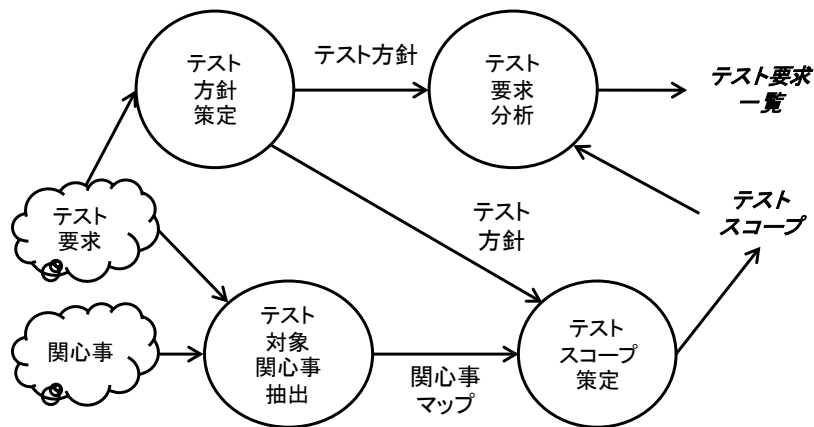 テスト
方針
策定
テスト方針
テスト
要求
分析
テスト要求
一覧
テスト
要求
テスト
方針
テスト
スコープ
関心事
テスト
対象
関心事
抽出
関心事
マップ
テスト
スコープ
策定